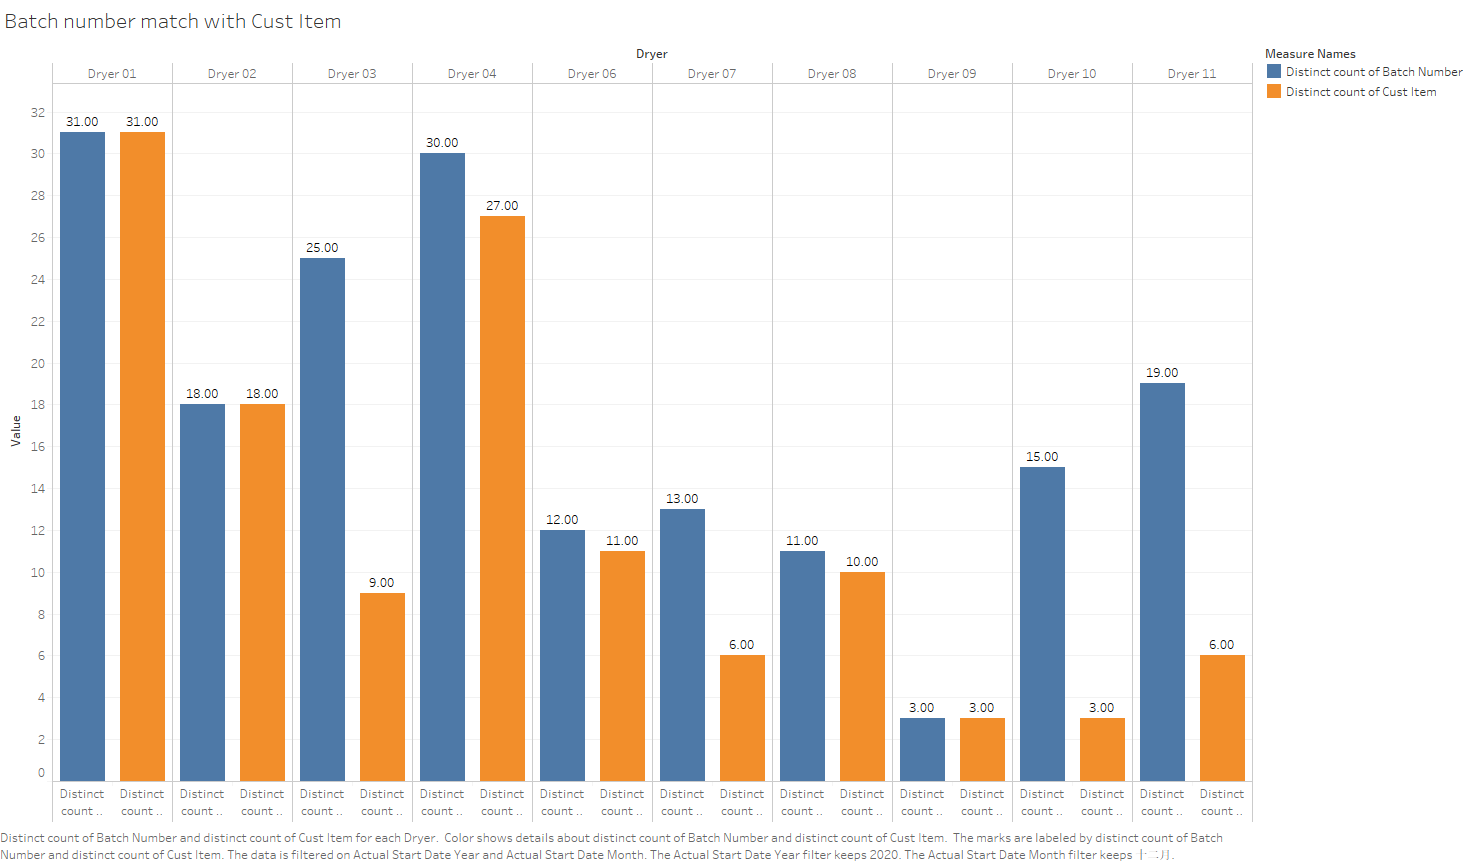 Batch number match with Cust Item
Dryer
Dryer 01 Dryer 02 Dryer 03 Dryer 04 Dryer 06 Dryer 07 Dryer 08 Dryer 09 Dryer 10 Dryer 11
Measure Names
Distinct count of Batch Number
Distinct count of Cust Item
Value
32
30
28
26
24
22
20
18
16
14
12
10
8
6
4
2
0
31.00 31.00
18.00 18.00
25.00 9.00
30.00 27.00
12.00 11.00
13.00 6.00
11.00 10.00
3.00 3.00
15.00 3.00
19.00 6.00
Distinct Distinct Distinct Distinct Distinct Distinct Distinct Distinct Distinct Distinct Distinct Distinct Distinct Distinct Distinct Distinct Distinct Distinct Distinct Distinct
count .. count .. count .. count .. count .. count .. count .. count .. count .. count .. count .. count .. count .. count .. count .. count .. count .. count .. count .. count ..
Distinct count of Batch Number and distinct count of Cust Item for each Dryer. Color shows details about distinct count of Batch Number and distinct count of Cust Item. The marks are labeled by distinct count of Batch
Number and distinct count of Cust Item. The data is filtered on Actual Start Date Year and Actual Start Date Month. The Actual Start Date Year filter keeps 2020. The Actual Start Date Month filter keeps